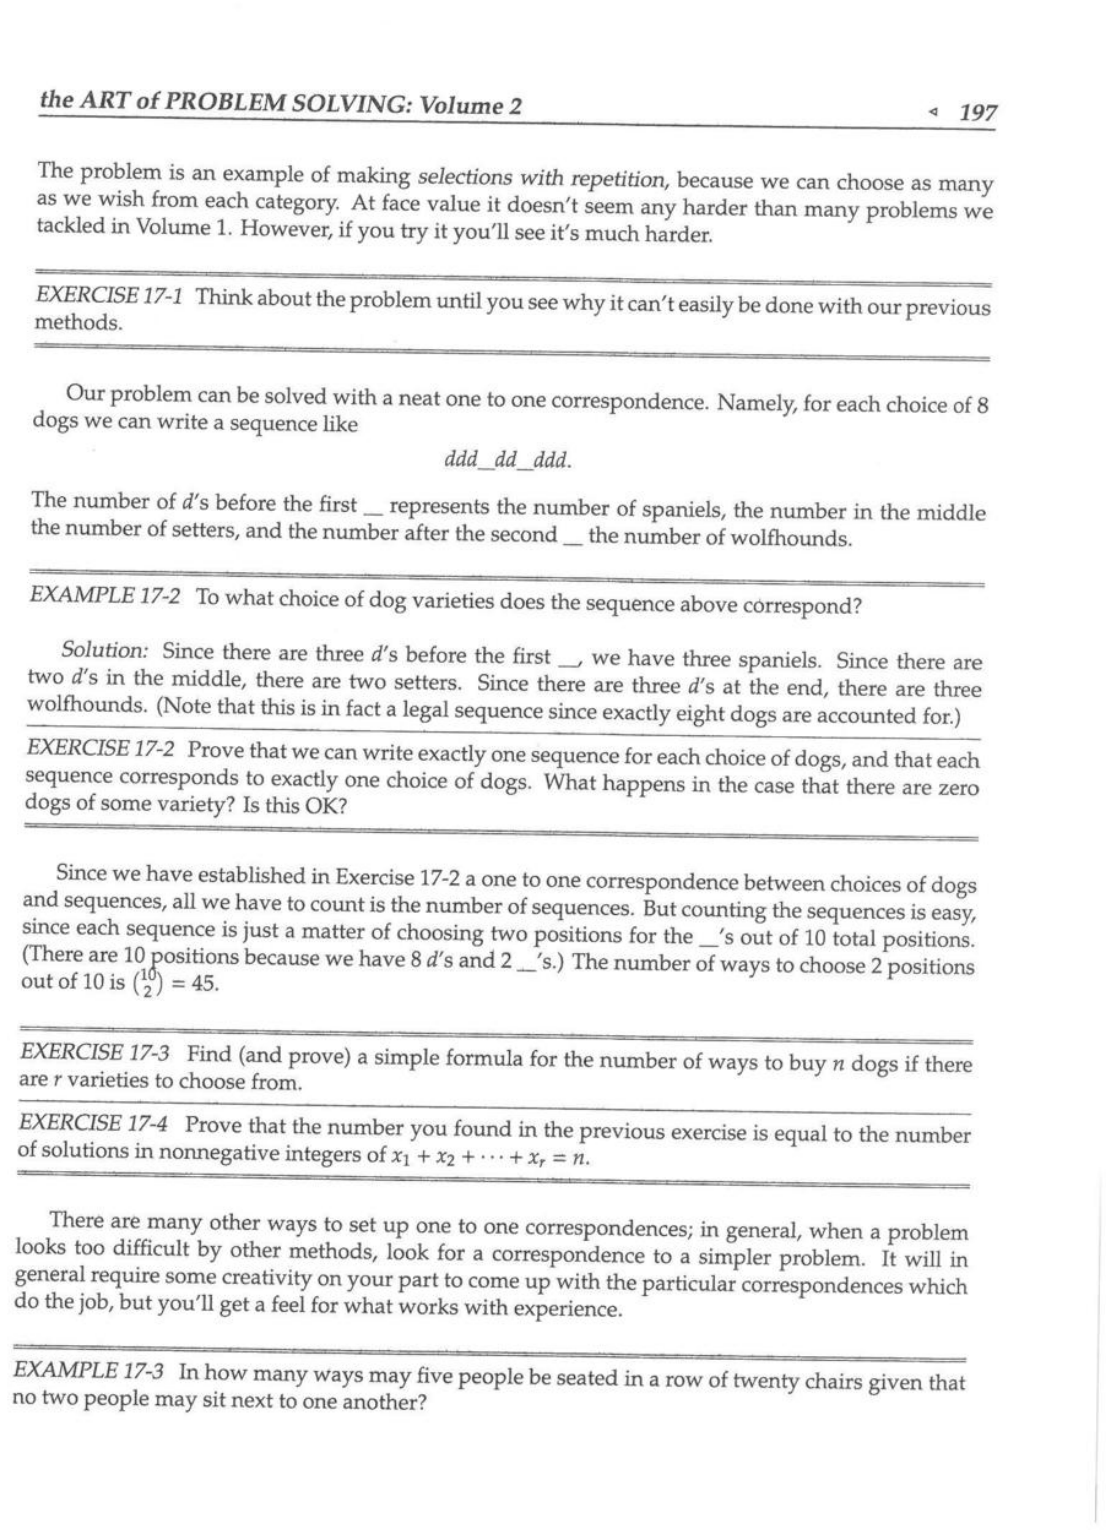 the ART of PROBLEM SOLVING: Volume 2 ◃ 197
The problem is an example of making selections with repetition, because we can choose as many
as we wish from each category. At face value it doesn't seem any harder than many problems we
tackled in Volume 1. However, if you try it you'll see it's much harder.
EXERCISE 17-1 Think about the problem until you see why it can't easily be done with our previous
methods.
Our problem can be solved with a neat one to one correspondence. Namely, for each choice of 8
dogs we can write a sequence like
ddd_dd_ddd.
The number of d's before the first _ represents the number of spaniels, the number in the middle
the number of setters, and the number after the second _ the number of wolfhounds.
EXAMPLE 17-2 To what choice of dog varieties does the sequence above correspond?
Solution: Since there are three d's before the first _, we have three spaniels. Since there are
two d's in the middle, there are two setters. Since there are three d's at the end, there are three
wolfhounds. (Note that this is in fact a legal sequence since exactly eight dogs are accounted for.)
EXERCISE 17-2 Prove that we can write exactly one sequence for each choice of dogs, and that each
sequence corresponds to exactly one choice of dogs. What happens in the case that there are zero
dogs of some variety? Is this OK?
Since we have established in Exercise 17-2 a one to one correspondence between choices of dogs
and sequences, all we have to count is the number of sequences. But counting the sequences is easy,
since each sequence is just a matter of choosing two positions for the _'s out of 10 total positions.
(There are 10 positions because we have 8 d's and 2 _'s.) The number of ways to choose 2 positions
out of 10 is (10 2) = 45.
EXERCISE 17-3 Find (and prove) a simple formula for the number of ways to buy n dogs if there
are r varieties to choose from.
EXERCISE 17-4 Prove that the number you found in the previous exercise is equal to the number
of solutions in nonnegative integers of x₁ + x₂ + ··· + xᵣ = n.
There are many other ways to set up one to one correspondences; in general, when a problem
looks too difficult by other methods, look for a correspondence to a simpler problem. It will in
general require some creativity on your part to come up with the particular correspondences which
do the job, but you'll get a feel for what works with experience.
EXAMPLE 17-3 In how many ways may five people be seated in a row of twenty chairs given that
no two people may sit next to one another?